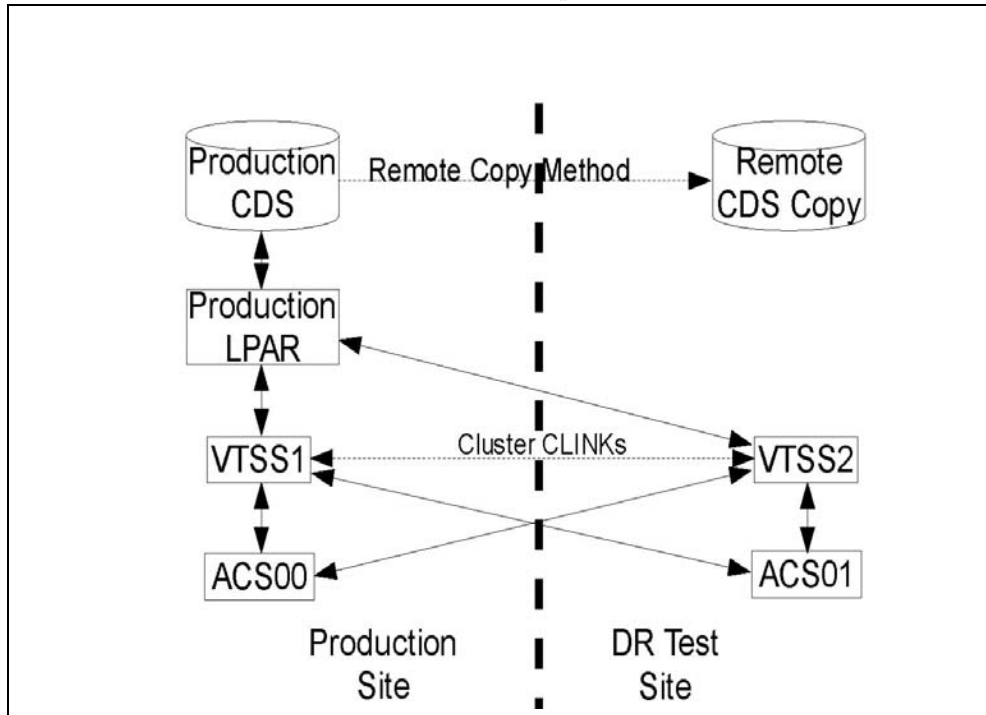 Production
CDS
Remote Copy Method
Remote
CDS Copy
Production
LPAR
VTSS1
Cluster CLINKs
VTSS2
ACS00
ACS01
Production
Site
DR Test
Site